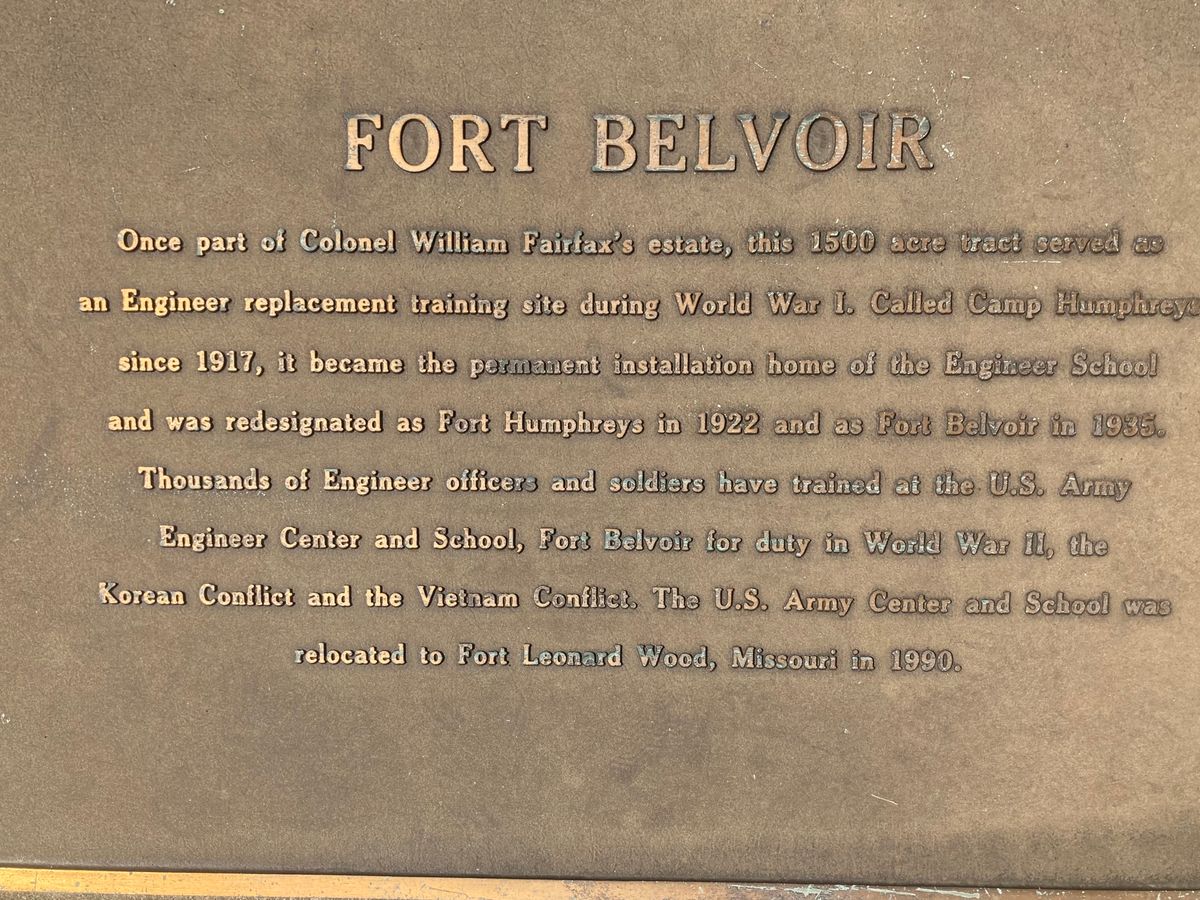 FORT BELVOIR
Once part of Colonel William Fairfax's estate, this 1500 acre tract served as
an Engineer replacement training site during World War I. Called Camp Humphreys
since 1917, it became the permanent installation home of the Engineer School
and was redesignated as Fort Humphreys in 1922 and as Fort Belvoir in 1935.
Thousands of Engineer officers and soldiers have trained at the U.S. Army
Engineer Center and School, Fort Belvoir for duty in World War II, the
Korean Conflict and the Vietnam Conflict. The U.S. Army Center and School was
relocated to Fort Leonard Wood, Missouri in 1990.